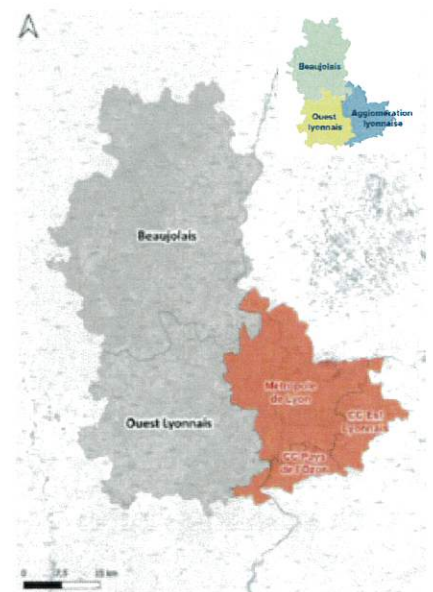 Beaujolais
Ouest
lyonnais
Agglomération
lyonnaise
Beaujolais
Ouest Lyonnais
Métropole
de Lyon
CC Est
Lyonnais
CC Pays
de l'Ozon
0 7,5 15 km